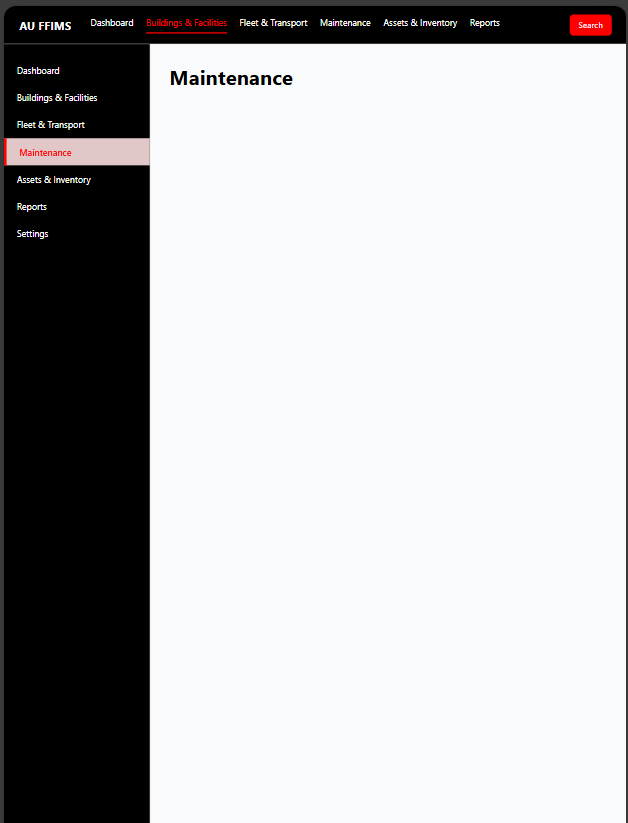 AU FFIMS Dashboard Buildings & Facilities Fleet & Transport Maintenance Assets & Inventory Reports Search
Dashboard
Buildings & Facilities
Fleet & Transport
Maintenance
Assets & Inventory
Reports
Settings
Maintenance